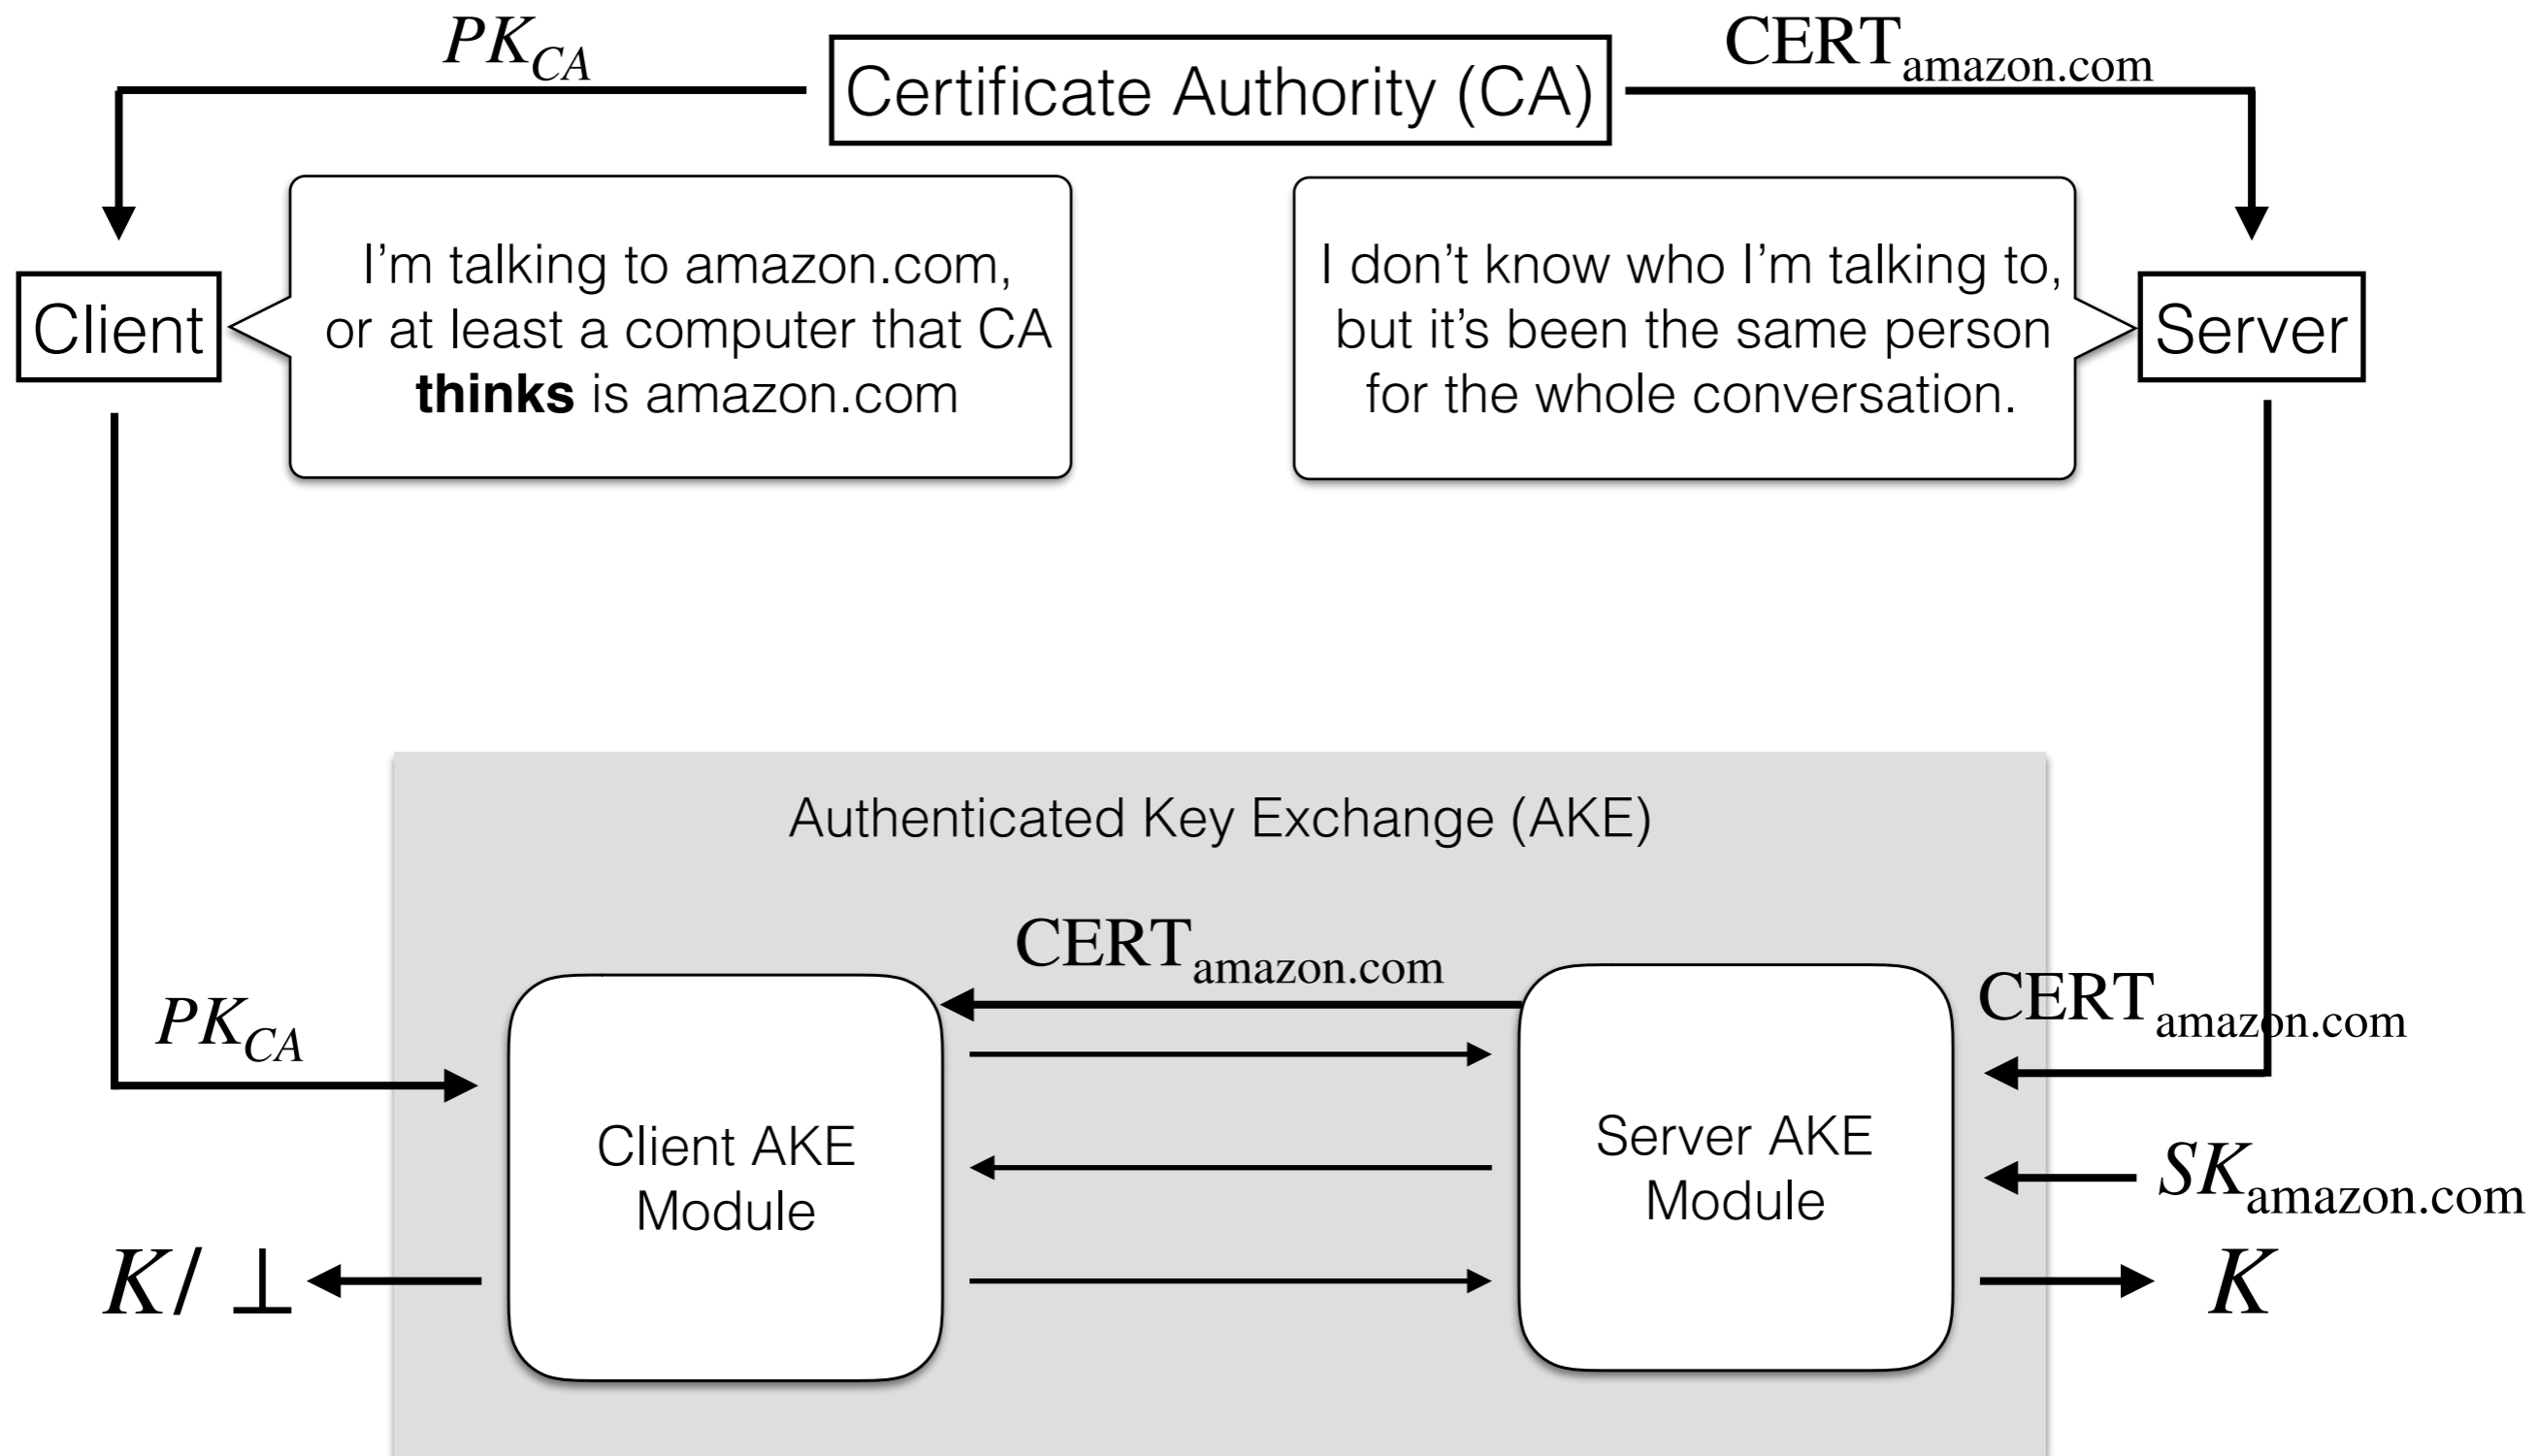 PK_CA
Certificate Authority (CA)
CERT_amazon.com
Client
I'm talking to amazon.com,
or at least a computer that CA
thinks is amazon.com
I don't know who I'm talking to,
but it's been the same person
for the whole conversation.
Server
Authenticated Key Exchange (AKE)
CERT_amazon.com
PK_CA
CERT_amazon.com
Client AKE
Module
Server AKE
Module
SK_amazon.com
K/ ⊥
K